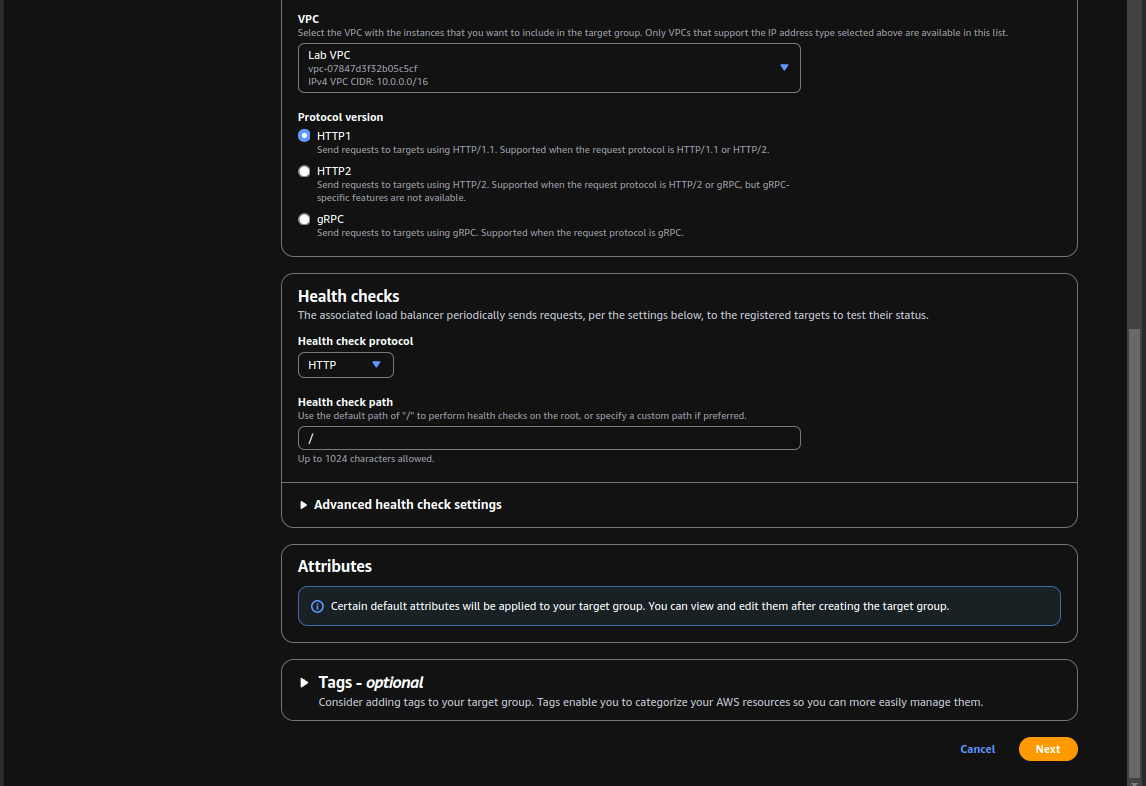 VPC
Select the VPC with the instances that you want to include in the target group. Only VPCs that support the IP address type selected above are available in this list.
Lab VPC
vpc-07847d3f32b05c5cf
IPv4 VPC CIDR: 10.0.0.0/16
Protocol version
HTTP1
Send requests to targets using HTTP/1.1. Supported when the request protocol is HTTP/1.1 or HTTP/2.
HTTP2
Send requests to targets using HTTP/2. Supported when the request protocol is HTTP/2 or gRPC, but gRPC-
specific features are not available.
gRPC
Send requests to targets using gRPC. Supported when the request protocol is gRPC.
Health checks
The associated load balancer periodically sends requests, per the settings below, to the registered targets to test their status.
Health check protocol
HTTP
Health check path
Use the default path of "/" to perform health checks on the root, or specify a custom path if preferred.
/
Up to 1024 characters allowed.
Advanced health check settings
Attributes
Certain default attributes will be applied to your target group. You can view and edit them after creating the target group.
Tags - optional
Consider adding tags to your target group. Tags enable you to categorize your AWS resources so you can more easily manage them.
Cancel
Next